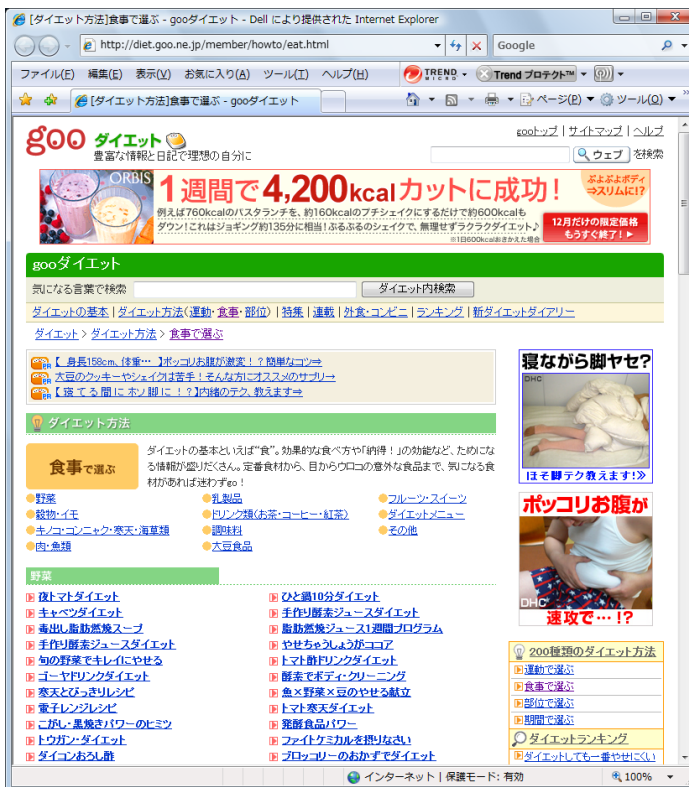 [ダイエット方法]食事で選ぶ - gooダイエット - Dell により提供された Internet Explorer
http://diet.goo.ne.jp/member/howto/eat.html
Google
ファイル(F) 編集(E) 表示(V) お気に入り(A) ツール(T) ヘルプ(H)
TREND MICRO
Trend プロテクト™
[ダイエット方法]食事で選ぶ - gooダイエット
ページ(P) ツール(O)
goo ダイエット
豊富な情報と日記で理想の自分に
gooトップ | サイトマップ | ヘルプ
ウェブ を検索
ORBIS
1週間で4,200kcalカットに成功!
ぷよぷよボディ
⇒スリムに!?
例えば760kcalのパスタランチを、約160kcalのプチシェイクにするだけで約600kcalも
ダウン!これはジョギング約135分に相当!ぷるぷるのシェイクで、無理せずラクラクダイエット♪
※1日600kcalおきかえた場合
12月だけの限定価格
もうすぐ終了!
gooダイエット
気になる言葉で検索 ダイエット内検索
ダイエットの基本 | ダイエット方法(運動・食事・部位) | 特集 | 連載 | 外食・コンビニ | ランキング | 新ダイエットダイアリー
ダイエット > ダイエット方法 > 食事で選ぶ
PR 【 身長158cm、体重… 】ポッコリお腹が激変!?簡単なコツ⇒
PR 大豆のクッキーやシェイクは苦手!そんな方にオススメのサプリ→
PR 【 寝てる間にホソ脚に!?】内緒のテク、教えます⇒
寝ながら脚ヤセ?
DHC
ほそ脚テク教えます!》
ダイエット方法
食事で選ぶ
ダイエットの基本といえば“食”。効果的な食べ方や「納得!」の効能など、ためにな
る情報が盛りだくさん。定番食材から、目からウロコの意外な食品まで、気になる食
材があれば迷わずgo!
野菜 乳製品 フルーツ・スイーツ
穀物・イモ ドリンク類(お茶・コーヒー・紅茶) ダイエットメニュー
キノコ・コンニャク・寒天・海草類 調味料 その他
肉・魚類 大豆食品
ポッコリお腹が
DHC
速攻で…!?
野菜
夜トマトダイエット ひと鍋10分ダイエット
キャベツダイエット 手作り酵素ジュースダイエット
毒出し脂肪燃焼スープ 脂肪燃焼ジュース1週間プログラム
手作り酵素ジュースダイエット やせちゃうしょうがココア
旬の野菜でキレイにやせる トマト酢ドリンクダイエット
ゴーヤドリンクダイエット 酵素でボディ・クリーニング
寒天とびっきりレシピ 魚×野菜×豆のやせる献立
電子レンジレシピ トマト寒天ダイエット
こがし・黒焼きパワーのヒミツ 発酵食品パワー
トウガン・ダイエット ファイトケミカルを摂りなさい
ダイコンおろし酢 ブロッコリーのおかずでダイエット
200種類のダイエット方法
運動で選ぶ
食事で選ぶ
部位で選ぶ
期間で選ぶ
ダイエットランキング
ダイエットしても一番やせにくい
インターネット | 保護モード: 有効 100%